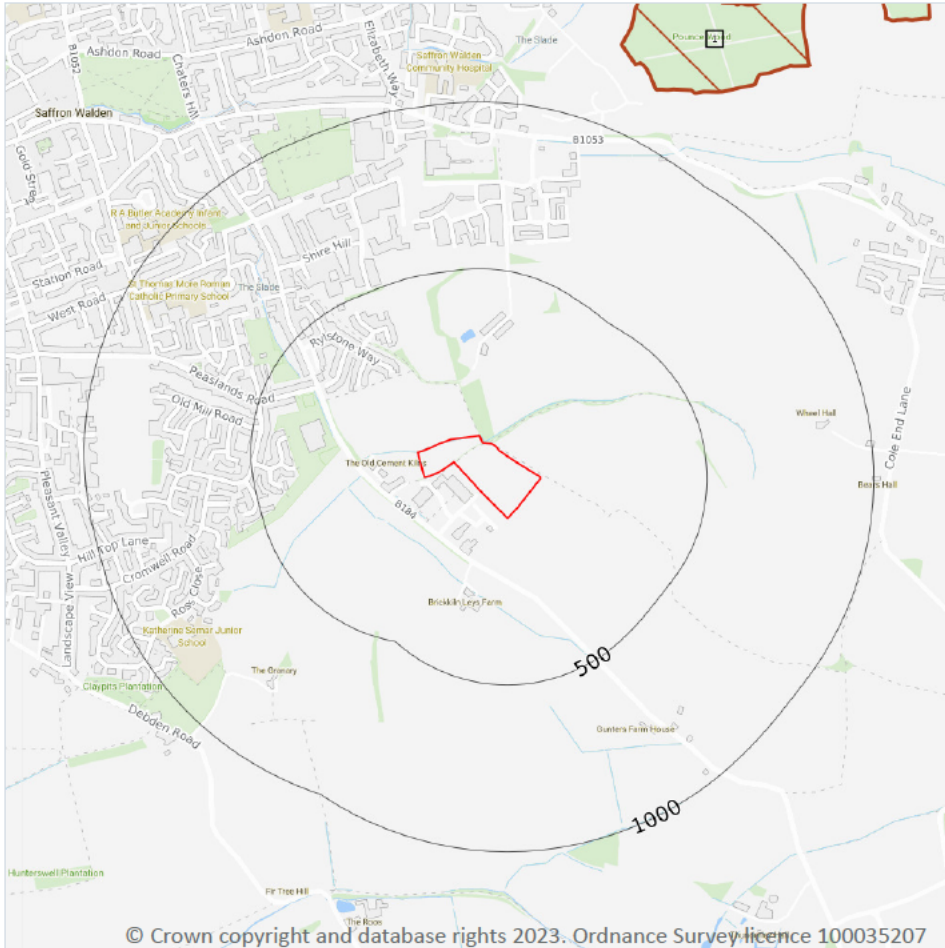 Ashdon Road
Ashdon Road
B1052
Chaters Hill
Elizabeth Way
The Slade
Saffron Walden
Community Hospital
Saffron Walden
Gold Street
B1053
R A Butler Academy Infants
and Junior Schools
Shire Hill
Station Road
West Road
St Thomas More Roman
Catholic Primary School
The Slade
Rylstone Way
Peaslands Road
Old Mill Road
Wheel Hall
Cole End Lane
Bears Hall
The Old Cement Kilns
B184
Pleasant Valley
Hill Top Lane
Cromwell Road
Ross Close
Landscape View
Brickkiln Leys Farm
Katherine Semar Junior
School
The Granary
Claypits Plantation
Debden Road
500
Gunters Farm House
1000
Hunterswell Plantation
Fir Tree Hill
The Roos
© Crown copyright and database rights 2023. Ordnance Survey licence 100035207